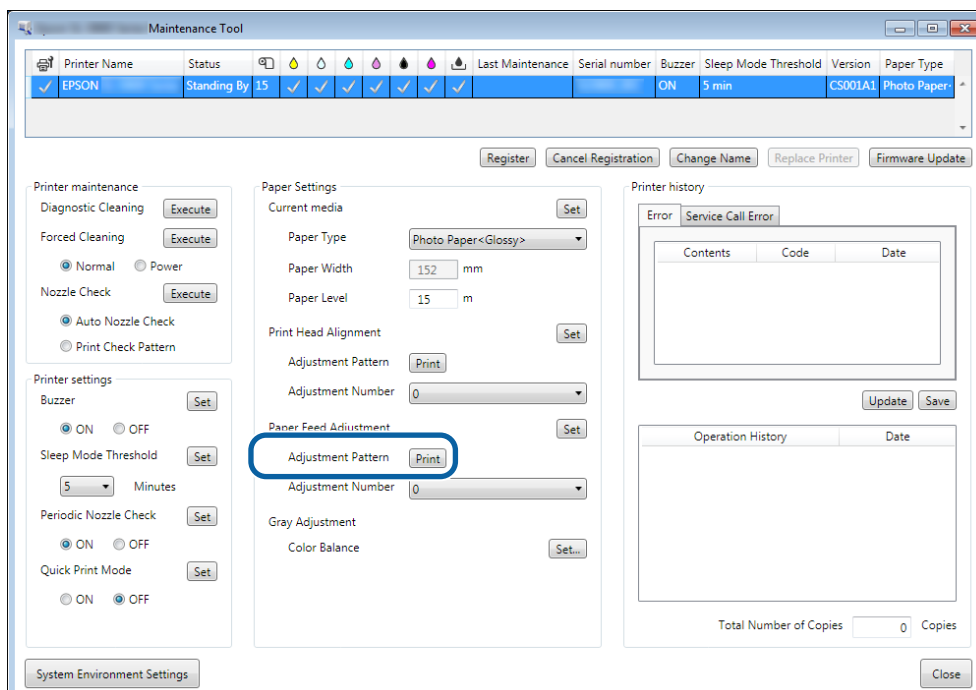 Maintenance Tool
Printer Name Status Last Maintenance Serial number Buzzer Sleep Mode Threshold Version Paper Type
EPSON Standing By 15 ON 5 min CS001A1 Photo Paper
Register Cancel Registration Change Name Replace Printer Firmware Update
Printer maintenance
Diagnostic Cleaning Execute
Forced Cleaning Execute
Normal Power
Nozzle Check Execute
Auto Nozzle Check
Print Check Pattern
Printer settings
Buzzer Set
ON OFF
Sleep Mode Threshold Set
5 Minutes
Periodic Nozzle Check Set
ON OFF
Quick Print Mode Set
ON OFF
Paper Settings
Current media Set
Paper Type Photo Paper<Glossy>
Paper Width 152 mm
Paper Level 15 m
Print Head Alignment Set
Adjustment Pattern Print
Adjustment Number 0
Paper Feed Adjustment Set
Adjustment Pattern Print
Adjustment Number 0
Gray Adjustment
Color Balance Set...
Printer history
Error Service Call Error
Contents Code Date
Update Save
Operation History Date
Total Number of Copies 0 Copies
System Environment Settings Close